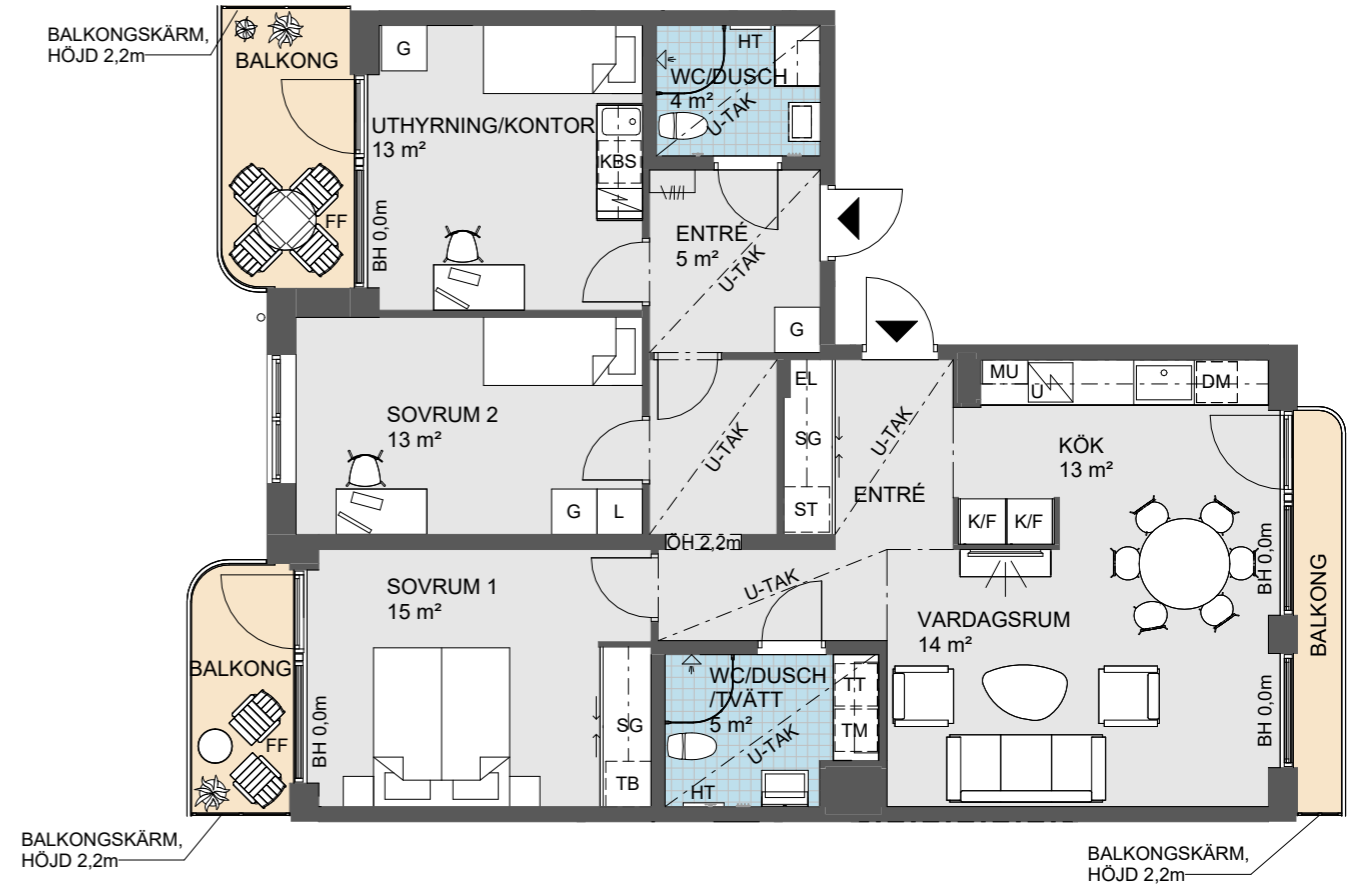 BALKONGSKÄRM,
HÖJD 2,2m
BALKONG
FF
BH 0,0m
G
UTHYRNING/KONTOR
13 m²
KBS
HT
WC/DUSCH
4 m²
U-TAK
ENTRÉ
5 m²
U-TAK
G
SOVRUM 2
13 m²
G
L
U-TAK
ÖH 2,2m
EL
SG
ST
U-TAK
ENTRÉ
MU
U
DM
KÖK
13 m²
K/F
K/F
BH 0,0m
BALKONG
SOVRUM 1
15 m²
BALKONG
FF
BH 0,0m
SG
TB
U-TAK
WC/DUSCH
/TVÄTT
5 m²
U-TAK
HT
TT
TM
VARDAGSRUM
14 m²
BH 0,0m
BALKONGSKÄRM,
HÖJD 2,2m
BALKONGSKÄRM,
HÖJD 2,2m